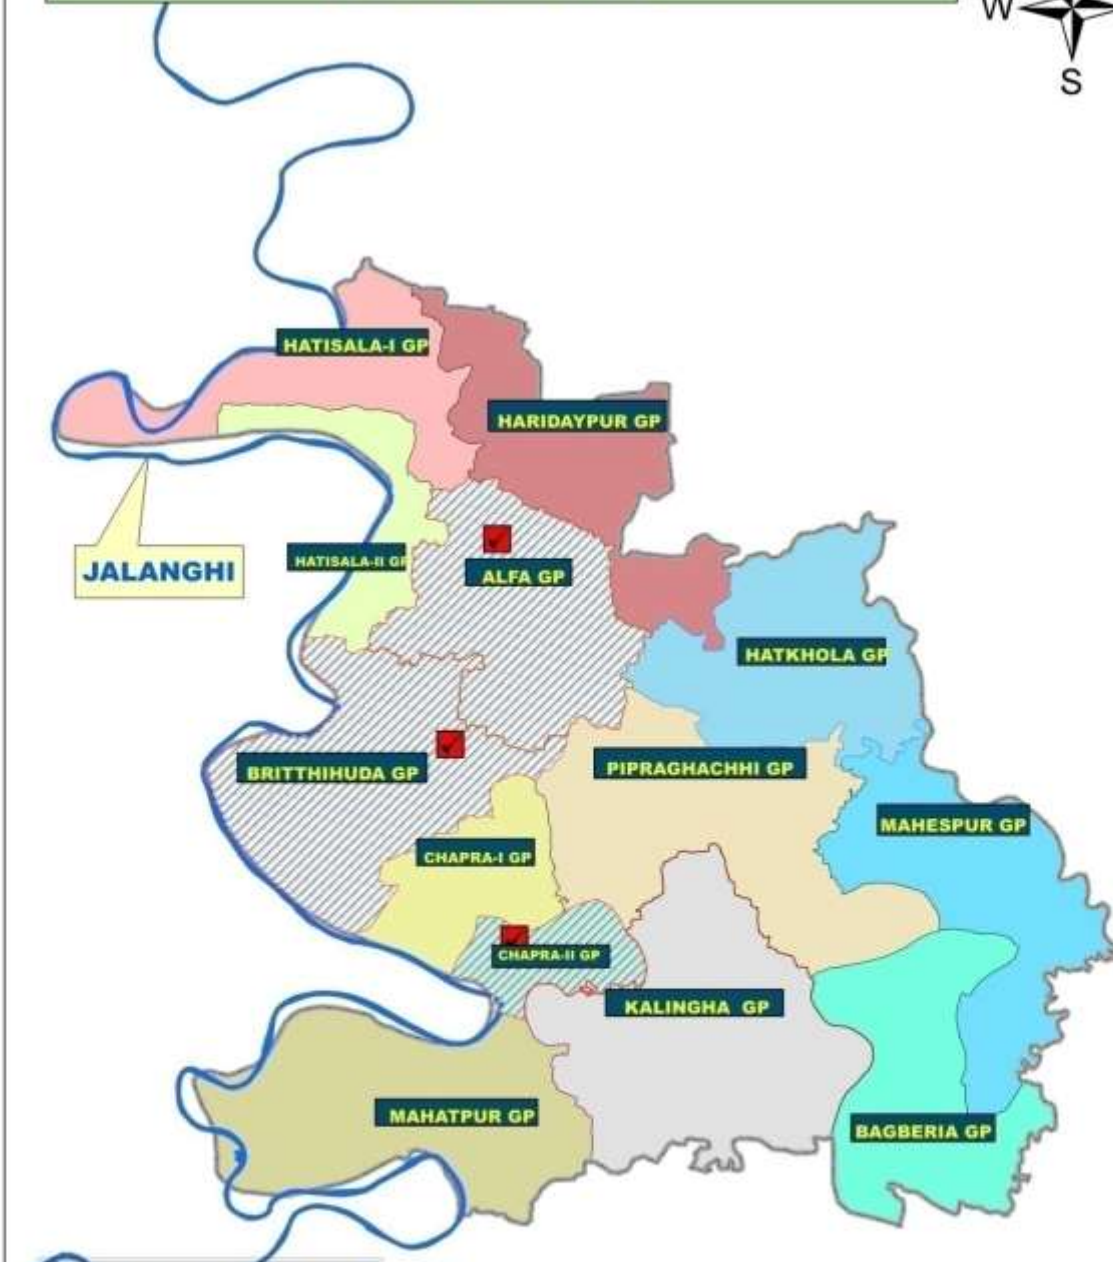 W
S
HATISALA-I GP
HARIDAYPUR GP
JALANGHI
HATISALA-II GP
ALFA GP
HATKHOLA GP
BRITTHIHUDA GP
PIPRAGHACHHI GP
MAHESPUR GP
CHAPRA-I GP
CHAPRA-II GP
KALINGHA GP
MAHATPUR GP
BAGBERIA GP